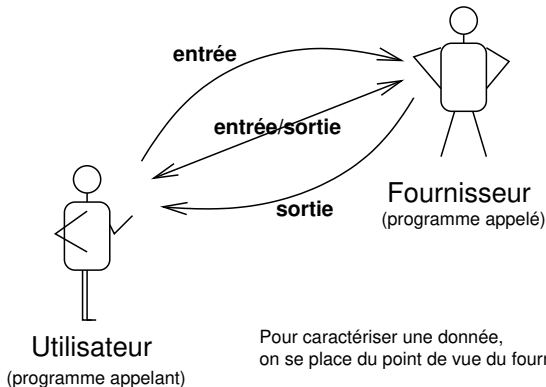 entrée
entrée/sortie
sortie
Fournisseur
(programme appelé)
Utilisateur
(programme appelant)
Pour caractériser une donnée,
on se place du point de vue du